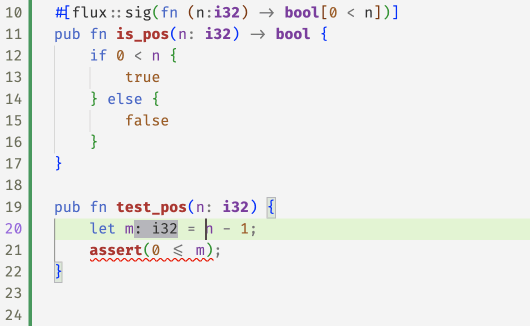 10 #[flux::sig(fn (n:i32) → bool[0 < n])]
11 pub fn is_pos(n: i32) → bool {
12     if 0 < n {
13         true
14     } else {
15         false
16     }
17 }
18
19 pub fn test_pos(n: i32) {
20     let m: i32 = n - 1;
21     assert(0 ⩽ m);
22 }
23
24